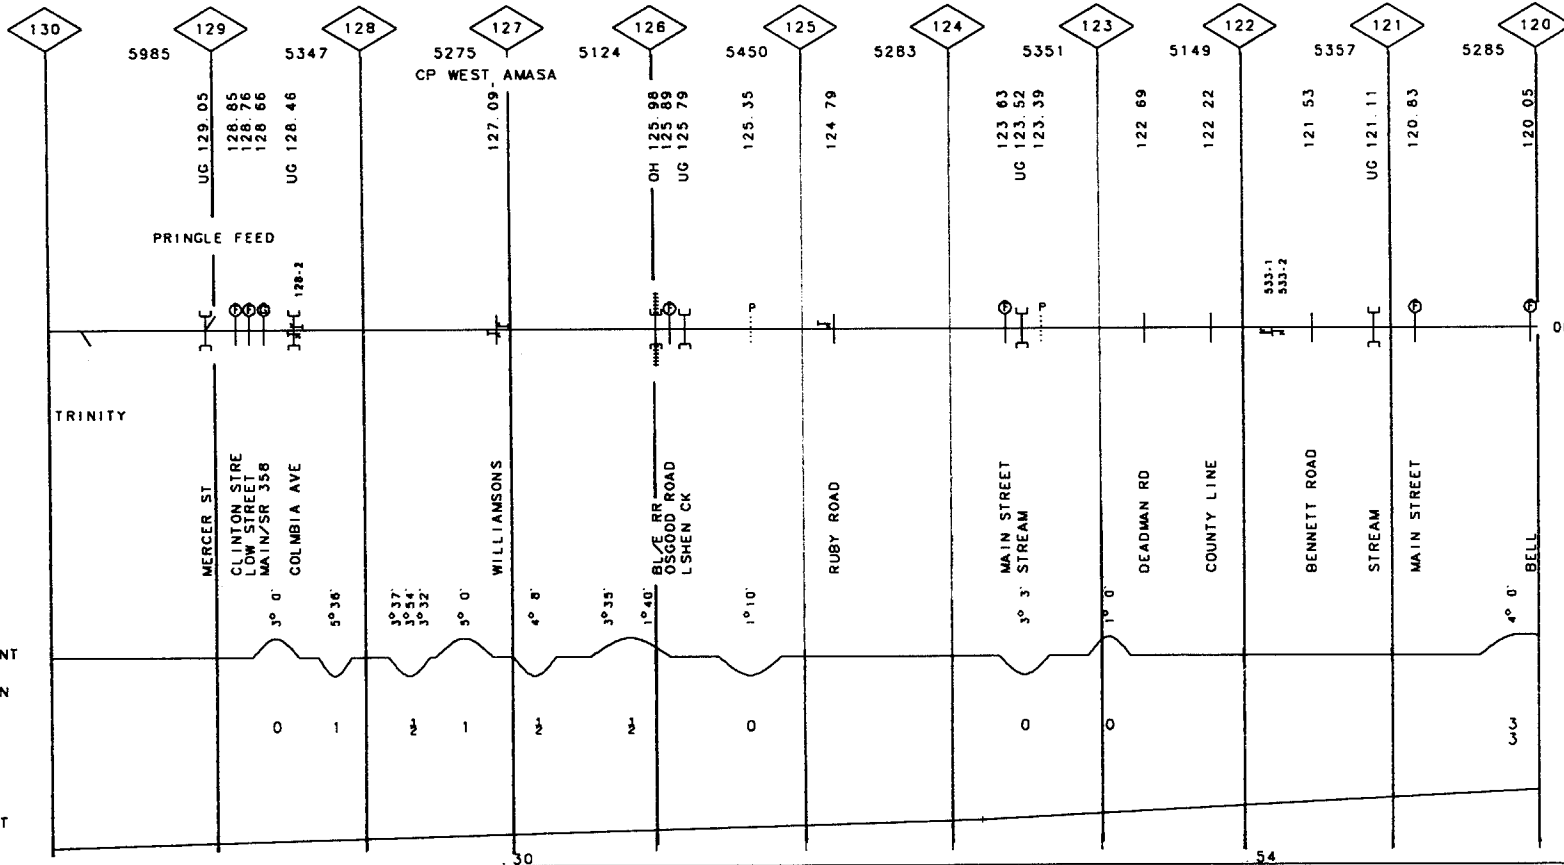 130 129 128 127 126 125 124 123 122 121 120
5985 5347 5275 5124 5450 5283 5351 5149 5357 5285
CP WEST AMASA
UG 129.05
128.85
128.76
128 66
UG 128.46
127.09
OH 125.98
125 89
UG 125 79
125.35
124 79
123 63
UG 123.52
123.39
122 69
122 22
121 53
UG 121.11
120.83
120 05
PRINGLE FEED
128-2
533-1
533-2
F F G F P F P F F
TRINITY
MERCER ST
CLINTON STRE
LOW STREET
MAIN/SR 358
COLMBIA AVE
WILLIAMSONS
BL/E RR
OSGOOD ROAD
LSHEN CK
RUBY ROAD
MAIN STREET
STREAM
DEADMAN RD
COUNTY LINE
BENNETT ROAD
STREAM
MAIN STREET
BELL
3° 0'
5° 36'
3° 37'
3° 54'
3° 32'
5° 0'
4° 8'
3° 35'
1° 40'
1° 10'
3° 3'
1° 0'
4° 0'
NT
N
0 1 ½ 1 ½ ½ 0 0 0 3
3
T
.30 .54